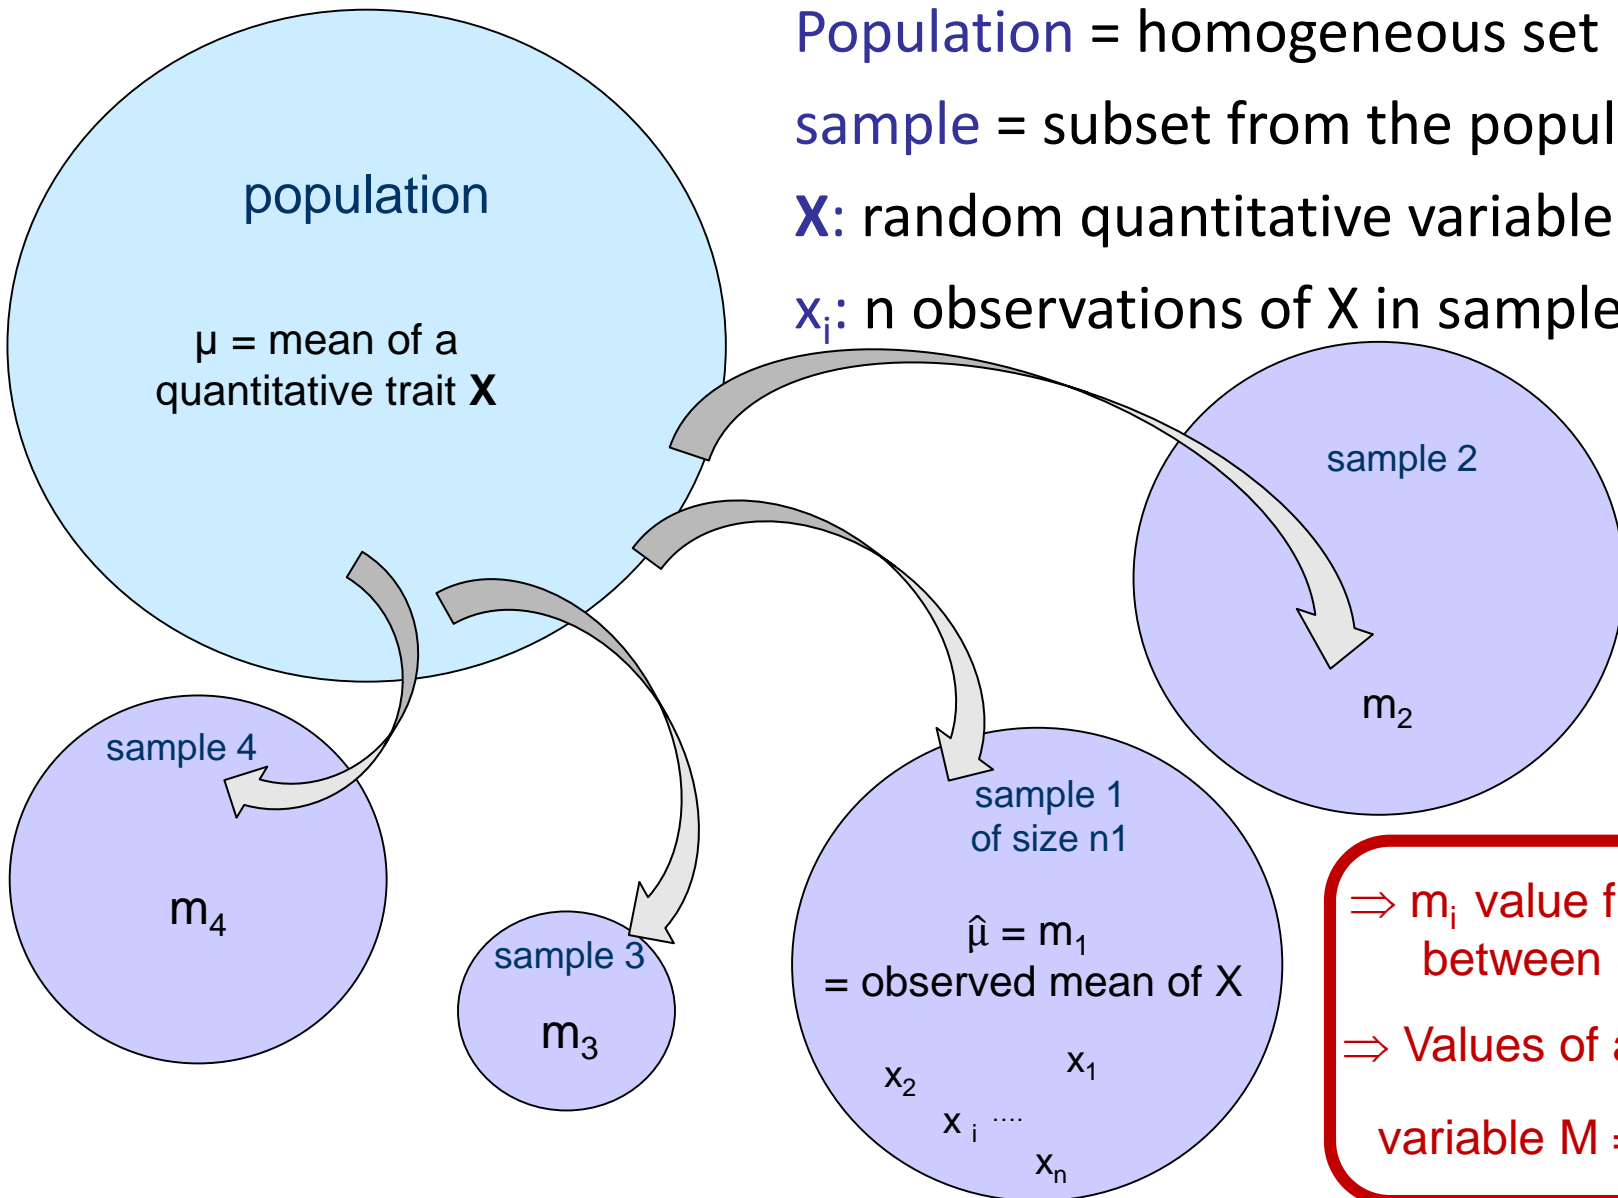 Population = homogeneous set
sample = subset from the popul
X: random quantitative variable
xᵢ: n observations of X in sample
population
μ = mean of a
quantitative trait X
sample 2
m₂
sample 4
m₄
sample 3
m₃
sample 1
of size n1
μ̂ = m₁
= observed mean of X
x₂ x₁
x ᵢ ....
xₙ
⇒ mᵢ value f
between
⇒ Values of a
variable M =